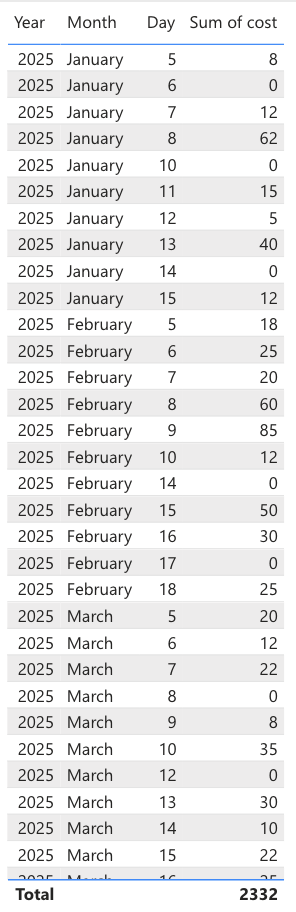 Year Month Day Sum of cost
2025 January 5 8
2025 January 6 0
2025 January 7 12
2025 January 8 62
2025 January 10 0
2025 January 11 15
2025 January 12 5
2025 January 13 40
2025 January 14 0
2025 January 15 12
2025 February 5 18
2025 February 6 25
2025 February 7 20
2025 February 8 60
2025 February 9 85
2025 February 10 12
2025 February 14 0
2025 February 15 50
2025 February 16 30
2025 February 17 0
2025 February 18 25
2025 March 5 20
2025 March 6 12
2025 March 7 22
2025 March 8 0
2025 March 9 8
2025 March 10 35
2025 March 12 0
2025 March 13 30
2025 March 14 10
2025 March 15 22
2025 March 16
Total 2332